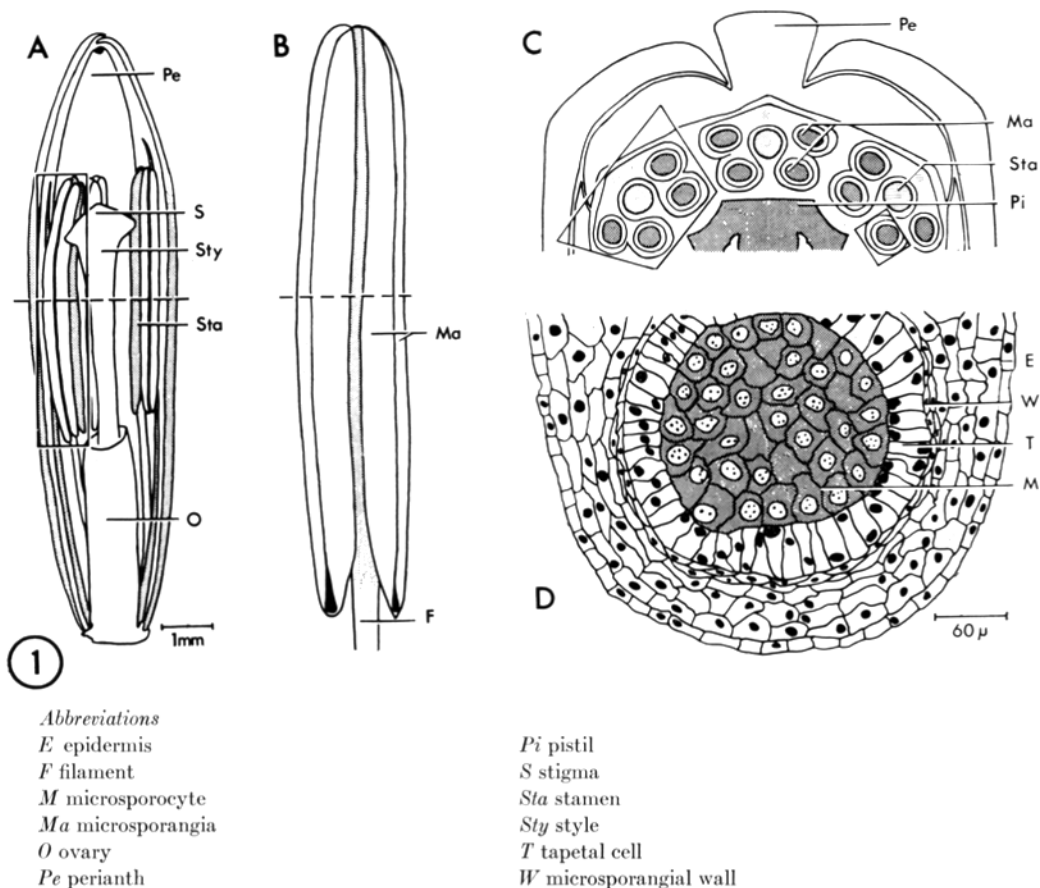 A
Pe
S
Sty
Sta
O
1mm
B
Ma
F
C
Pe
Ma
Sta
Pi
D
E
W
T
M
60 µ
1
Abbreviations
E epidermis
F filament
M microsporocyte
Ma microsporangia
O ovary
Pe perianth
Pi pistil
S stigma
Sta stamen
Sty style
T tapetal cell
W microsporangial wall